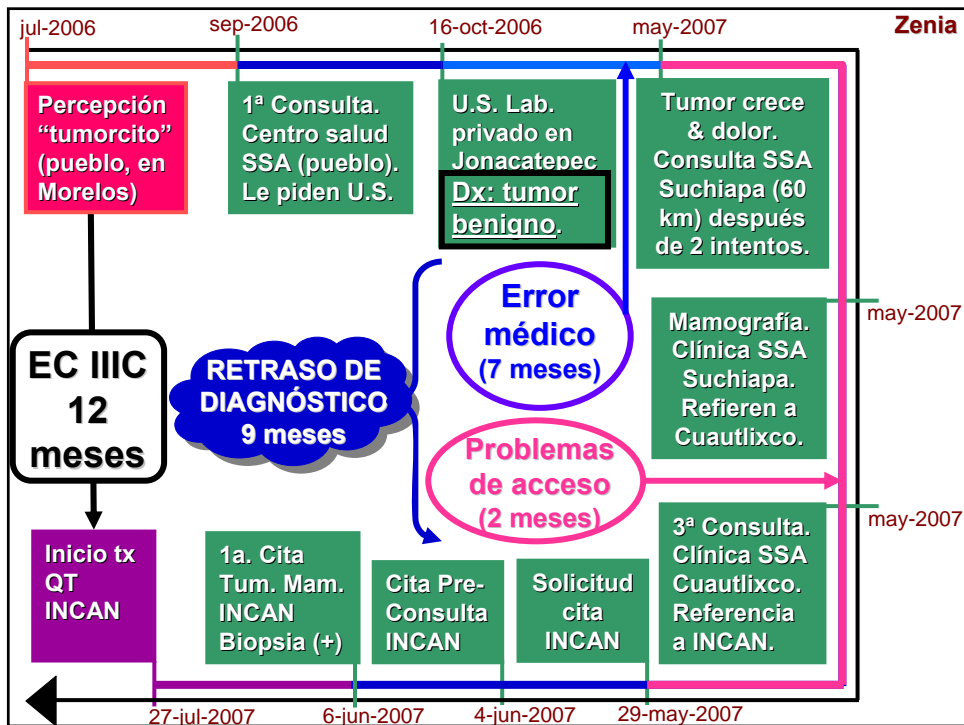 jul-2006
sep-2006
16-oct-2006
may-2007
Zenia
Percepción
“tumorcito”
(pueblo, en
Morelos)
1ª Consulta.
Centro salud
SSA (pueblo).
Le piden U.S.
U.S. Lab.
privado en
Jonacatepec
Dx: tumor
benigno.
Tumor crece
& dolor.
Consulta SSA
Suchiapa (60
km) después
de 2 intentos.
may-2007
Error
médico
(7 meses)
Mamografía.
Clínica SSA
Suchiapa.
Refieren a
Cuautlixco.
EC IIIC
12
meses
RETRASO DE
DIAGNÓSTICO
9 meses
Problemas
de acceso
(2 meses)
may-2007
3ª Consulta.
Clínica SSA
Cuautlixco.
Referencia
a INCAN.
Inicio tx
QT
INCAN
1a. Cita
Tum. Mam.
INCAN
Biopsia (+)
Cita Pre-
Consulta
INCAN
Solicitud
cita
INCAN
27-jul-2007
6-jun-2007
4-jun-2007
29-may-2007